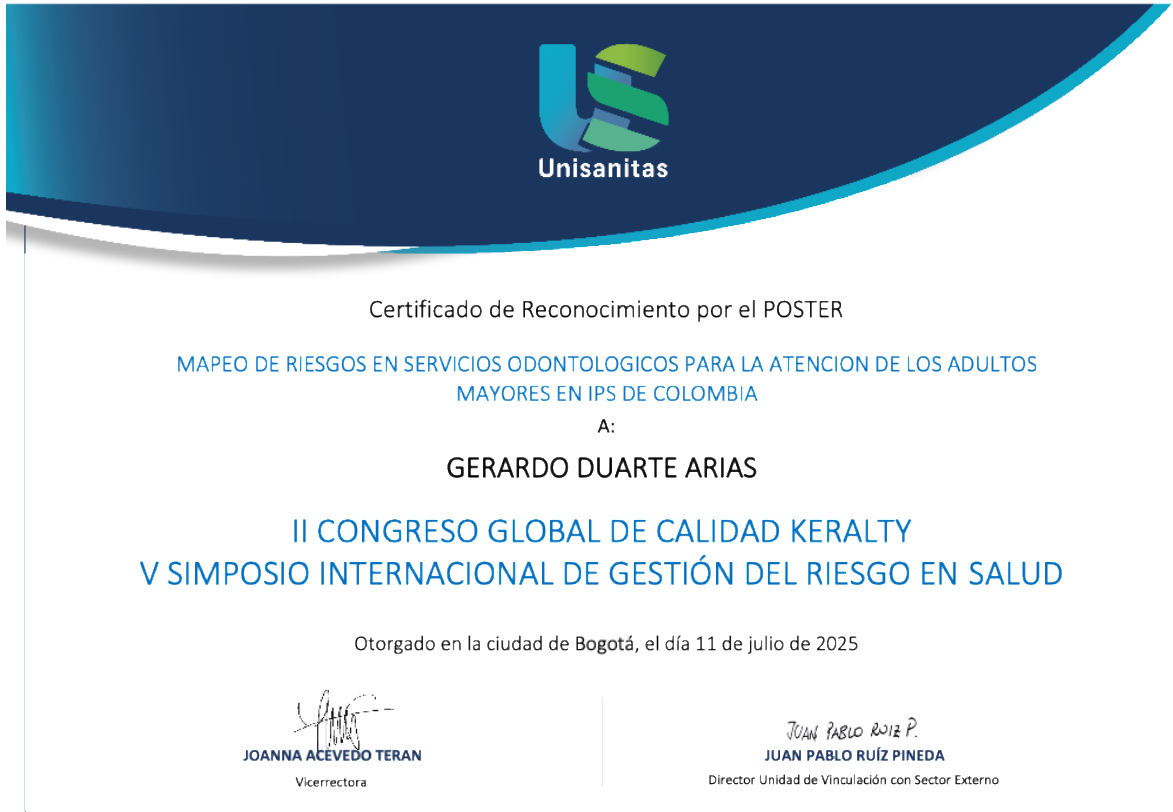 Unisanitas
Certificado de Reconocimiento por el POSTER
MAPEO DE RIESGOS EN SERVICIOS ODONTOLOGICOS PARA LA ATENCION DE LOS ADULTOS
MAYORES EN IPS DE COLOMBIA
A:
GERARDO DUARTE ARIAS
II CONGRESO GLOBAL DE CALIDAD KERALTY
V SIMPOSIO INTERNACIONAL DE GESTIÓN DEL RIESGO EN SALUD
Otorgado en la ciudad de Bogotá, el día 11 de julio de 2025
JUAN PABLO RUIZ P.
JOANNA ACEVEDO TERAN
JUAN PABLO RUÍZ PINEDA
Vicerrectora
Director Unidad de Vinculación con Sector Externo